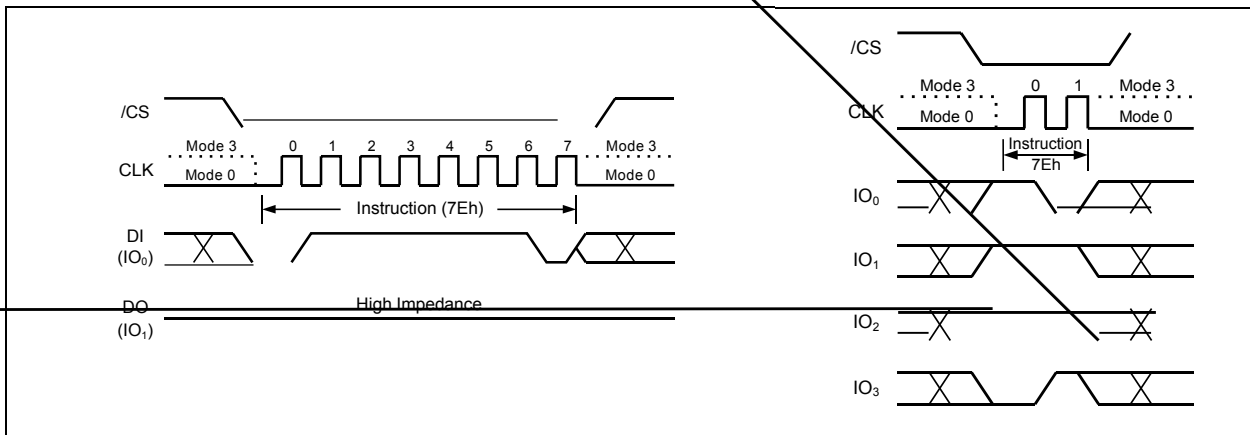 /CS
Mode 3 0 1 2 3 4 5 6 7 Mode 3
CLK
Mode 0 Mode 0
Instruction (7Eh)
DI
(IO₀)
DO High Impedance
(IO₁)
/CS
Mode 3 0 1 Mode 3
CLK
Mode 0 Mode 0
Instruction
7Eh
IO₀
IO₁
IO₂
IO₃